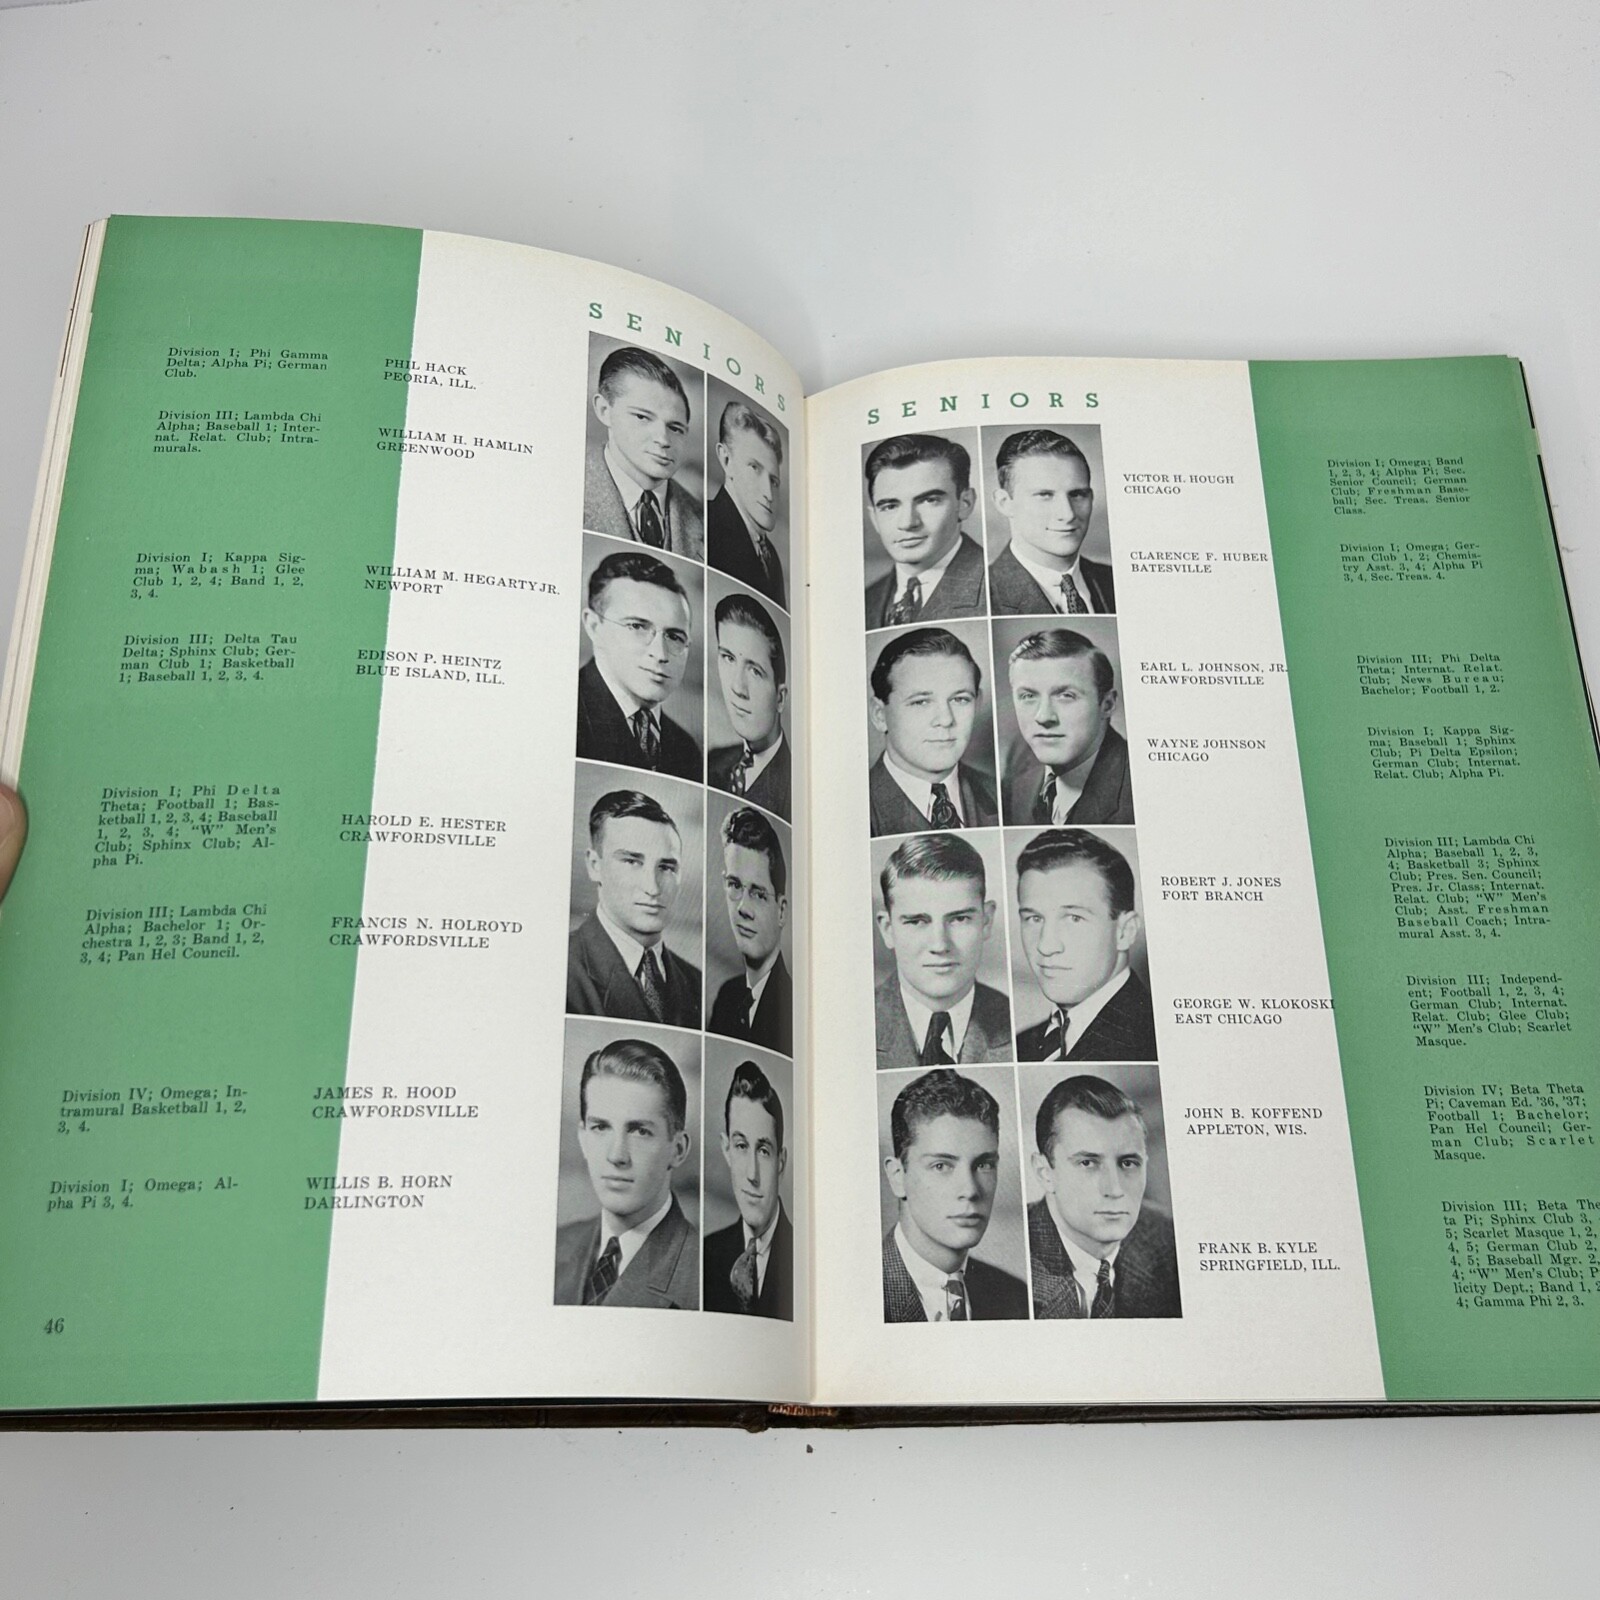 SENIORS
Division I; Phi Gamma
Delta; Alpha Pi; German
Club.
PHIL HACK
PEORIA, ILL.
Division III; Lambda Chi
Alpha; Baseball 1; Inter-
nat. Relat. Club; Intra-
murals.
WILLIAM H. HAMLIN
GREENWOOD
Division I; Kappa Sig-
ma; Wabash 1; Glee
Club 1, 2, 4; Band 1, 2,
3, 4.
WILLIAM M. HEGARTY JR.
NEWPORT
Division III; Delta Tau
Delta; Sphinx Club; Ger-
man Club 1; Basketball
1; Baseball 1, 2, 3, 4.
EDISON P. HEINTZ
BLUE ISLAND, ILL.
Division I; Phi Delta
Theta; Football 1; Bas-
ketball 1, 2, 3, 4; Baseball
1, 2, 3, 4; "W" Men's
Club; Sphinx Club; Al-
pha Pi.
HAROLD E. HESTER
CRAWFORDSVILLE
Division III; Lambda Chi
Alpha; Bachelor 1; Or-
chestra 1, 2, 3; Band 1, 2,
3, 4; Pan Hel Council.
FRANCIS N. HOLROYD
CRAWFORDSVILLE
Division IV; Omega; In-
tramural Basketball 1, 2,
3, 4.
JAMES R. HOOD
CRAWFORDSVILLE
Division I; Omega; Al-
pha Pi 3, 4.
WILLIS B. HORN
DARLINGTON
46
SENIORS
VICTOR H. HOUGH
CHICAGO
Division I; Omega; Band
1, 2, 3, 4; Alpha Pi; Sec.
Senior Council; German
Club; Freshman Base-
ball; Sec. Treas. Senior
Class.
CLARENCE F. HUBER
BATESVILLE
Division I; Omega; Ger-
man Club 1, 2; Chemis-
try Asst. 3, 4; Alpha Pi
3, 4, Sec. Treas. 4.
EARL L. JOHNSON, JR.
CRAWFORDSVILLE
Division III; Phi Delta
Theta; Internat. Relat.
Club; News Bureau;
Bachelor; Football 1, 2.
WAYNE JOHNSON
CHICAGO
Division I; Kappa Sig-
ma; Baseball 1; Sphinx
Club; Pi Delta Epsilon;
German Club; Internat.
Relat. Club; Alpha Pi.
ROBERT J. JONES
FORT BRANCH
Division III; Lambda Chi
Alpha; Baseball 1, 2, 3,
4; Basketball 3; Sphinx
Club; Pres. Sen. Council;
Pres. Jr. Class; Internat.
Relat. Club; "W" Men's
Club; Asst. Freshman
Baseball Coach; Intra-
mural Asst. 3, 4.
GEORGE W. KLOKOSKI
EAST CHICAGO
Division III; Independ-
ent; Football 1, 2, 3, 4;
German Club; Internat.
Relat. Club; Glee Club;
"W" Men's Club; Scarlet
Masque.
JOHN B. KOFFEND
APPLETON, WIS.
Division IV; Beta Theta
Pi; Caveman Ed. '36, '37;
Football 1; Bachelor;
Pan Hel Council; Ger-
man Club; Scarlet
Masque.
FRANK B. KYLE
SPRINGFIELD, ILL.
Division III; Beta The
ta Pi; Sphinx Club 3,
5; Scarlet Masque 1, 2,
4, 5; German Club 2,
4, 5; Baseball Mgr. 2,
4; "W" Men's Club; P
licity Dept.; Band 1, 2
4; Gamma Phi 2, 3.